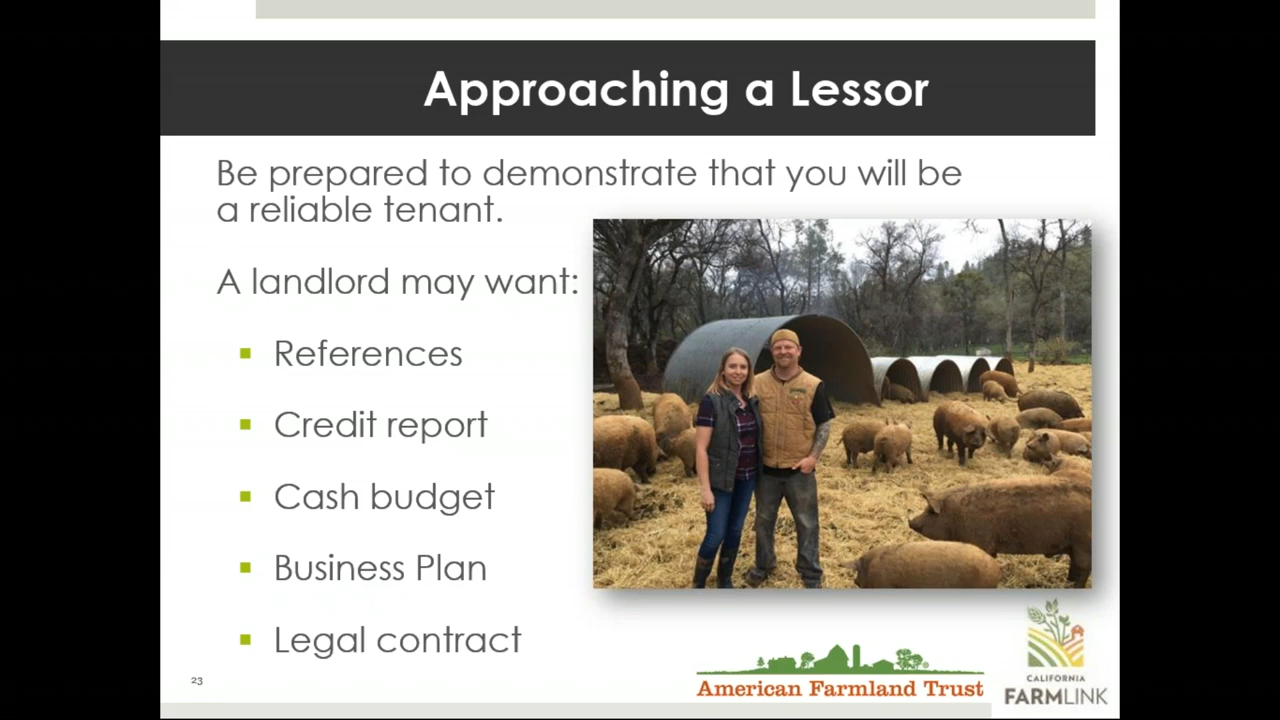 Approaching a Lessor
Be prepared to demonstrate that you will be
a reliable tenant.
A landlord may want:
References
Credit report
Cash budget
Business Plan
Legal contract
23
American Farmland Trust
CALIFORNIA
FARMLINK